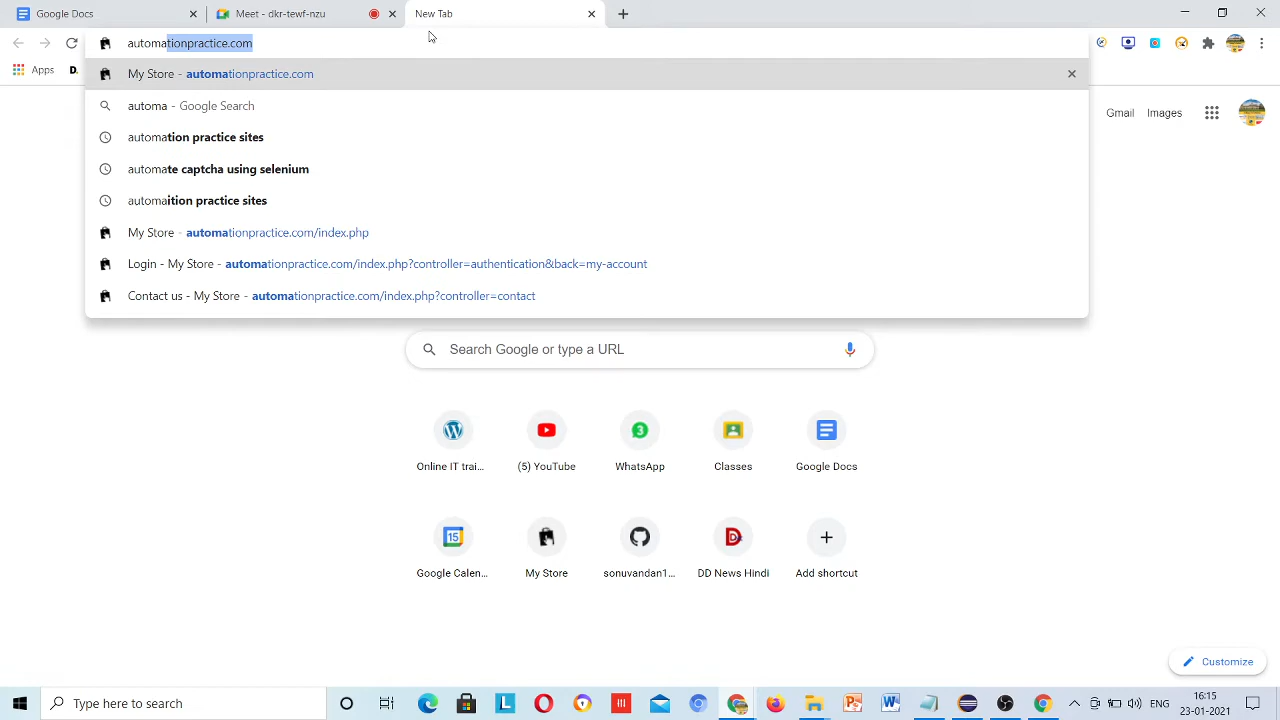 Google Docs
Meet - dkr-tewf-nzu
New Tab
automationpractice.com
Apps
D.
My Store - automationpractice.com
automa - Google Search
automation practice sites
automate captcha using selenium
automaition practice sites
My Store - automationpractice.com/index.php
Login - My Store - automationpractice.com/index.php?controller=authentication&back=my-account
Contact us - My Store - automationpractice.com/index.php?controller=contact
Gmail
Images
Search Google or type a URL
3
Online IT trai...
(5) YouTube
WhatsApp
Classes
Google Docs
15
Google Calen...
My Store
sonuvandan1...
DD News Hindi
Add shortcut
Customize
Type here to search
ENG
16:15
23-01-2021